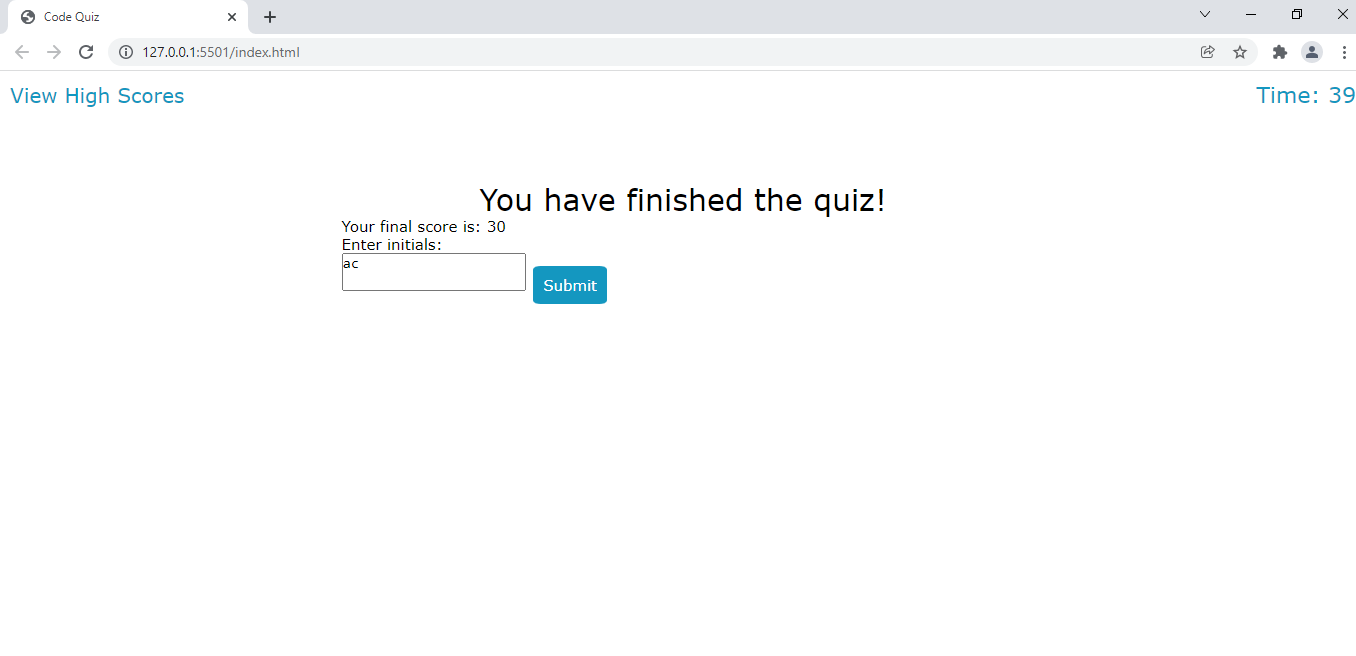 Code Quiz
127.0.0.1:5501/index.html
View High Scores
Time: 39
You have finished the quiz!
Your final score is: 30
Enter initials:
ac
Submit